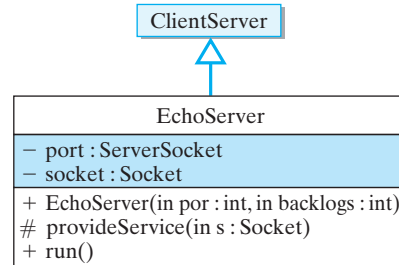 ClientServer
EchoServer
− port : ServerSocket
− socket : Socket
+ EchoServer(in por : int, in backlogs : int)
# provideService(in s : Socket)
+ run()